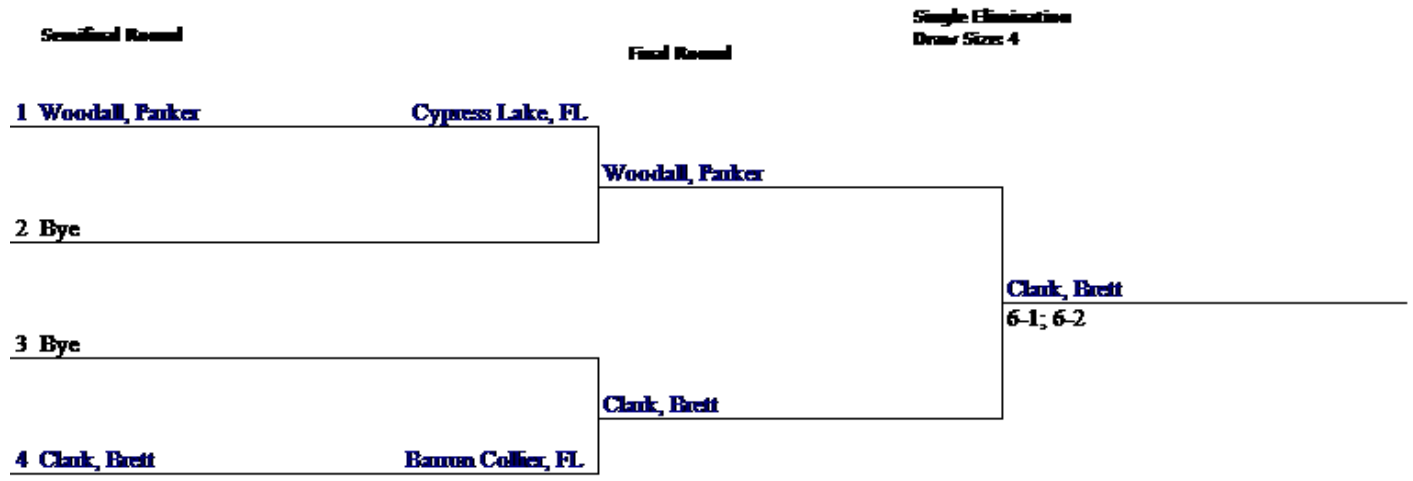 Single Elimination
Draw Size: 4
Semifinal Round
Final Round
1 Woodall, Parker Cypress Lake, FL
Woodall, Parker
2 Bye
Clark, Brett
6-1; 6-2
3 Bye
Clark, Brett
4 Clark, Brett Barron Collier, FL